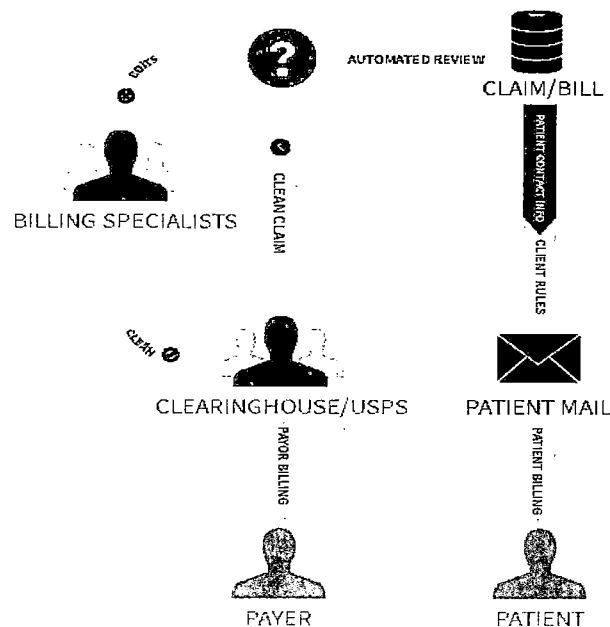 EDITS
?
AUTOMATED REVIEW
CLAIM/BILL
PATIENT CONTACT INFO
BILLING SPECIALISTS
CLEAN CLAIM
CLIENT RULES
CLEAN
CLEARINGHOUSE/USPS
PATIENT MAIL
PAYOR BILLING
PATIENT BILLING
PAYER
PATIENT